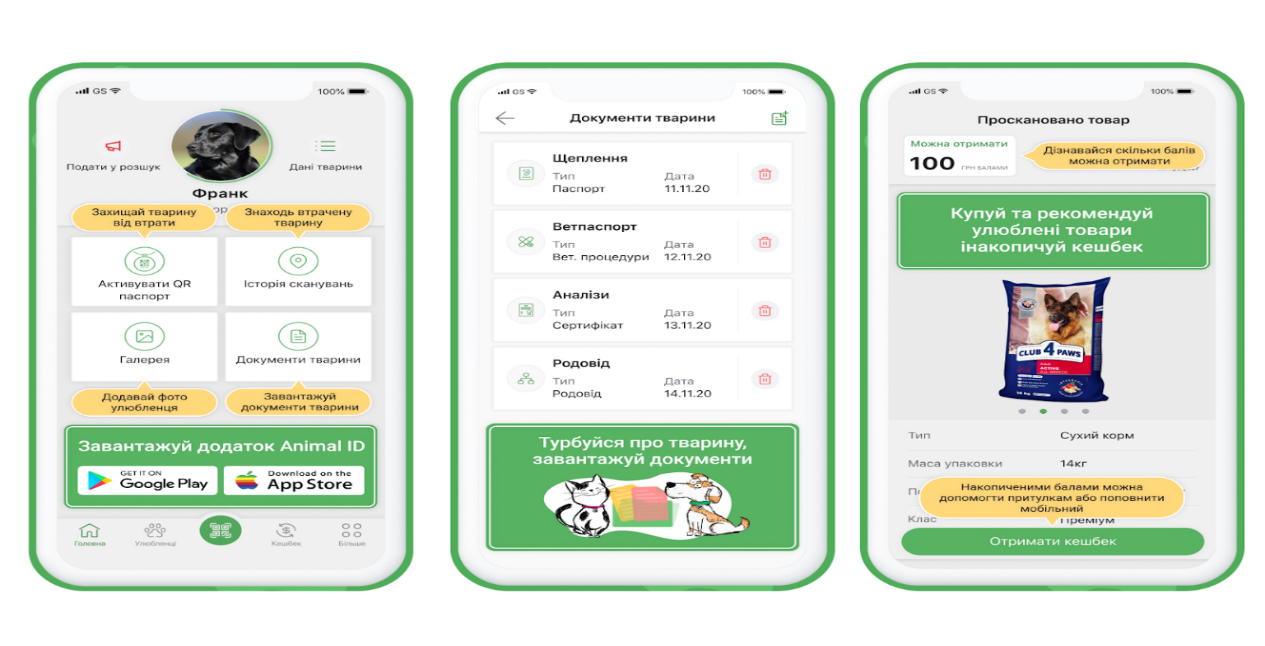 GS
100%
Подати у розшук
Дані тварини
Франк
Захищай тварину
від втрати
Знаходь втрачену
тварину
Активувати QR
паспорт
Історія сканувань
Галерея
Документи тварини
Додавай фото
улюбленця
Завантажуй
документи тварини
Завантажуй додаток Animal ID
GET IT ON
Google Play
Download on the
App Store
Головна
Улюбленці
Кешбек
Більше
GS
100%
Документи тварини
Щеплення
Тип
Дата
Паспорт
11.11.20
Ветпаспорт
Тип
Дата
Вет. процедури
12.11.20
Аналізи
Тип
Дата
Сертифікат
13.11.20
Родовід
Тип
Дата
Родовід
14.11.20
Турбуйся про тварину,
завантажуй документи
GS
100%
Проскановано товар
Можна отримати
100 ГРН БАЛАМИ
Дізнавайся скільки балів
можна отримати
Купуй та рекомендуй
улюблені товари
інакопичуй кешбек
CLUB 4 PAWS
ACTIVE
Тип
Сухий корм
Маса упаковки
14кг
Накопиченими балами можна
допомогти притулкам або поповнити
мобільний
Клас
Преміум
Отримати кешбек